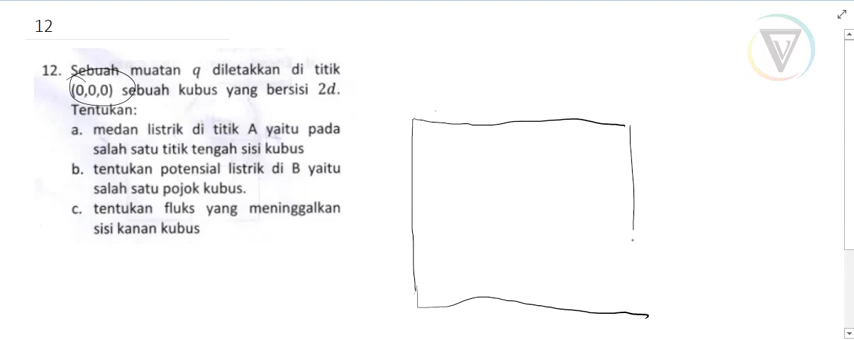 12
12. Sebuah muatan q diletakkan di titik
(0,0,0) sebuah kubus yang bersisi 2d.
Tentukan:
a. medan listrik di titik A yaitu pada
salah satu titik tengah sisi kubus
b. tentukan potensial listrik di B yaitu
salah satu pojok kubus.
c. tentukan fluks yang meninggalkan
sisi kanan kubus